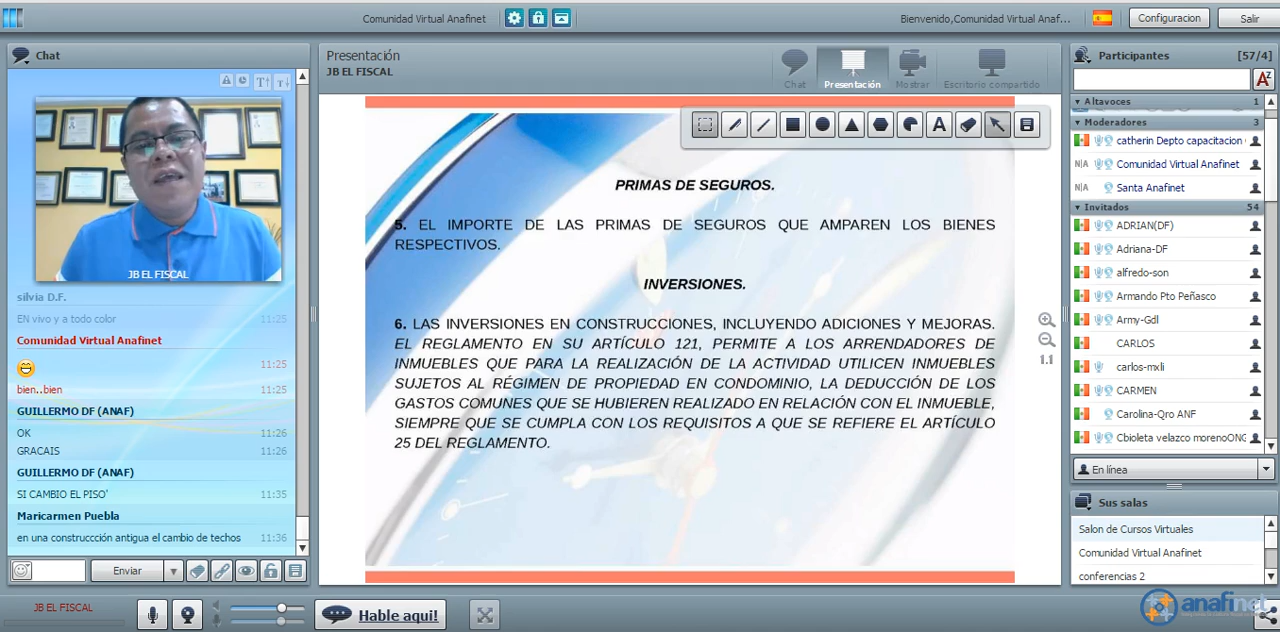 Comunidad Virtual Anafinet
Bienvenido,Comunidad Virtual Anaf...
Configuracion
Salir
Chat
JB EL FISCAL
silvia D.F.
EN vivo y a todo color 11:25
Comunidad Virtual Anafinet
11:25
bien..bien 11:25
GUILLERMO DF (ANAF)
OK 11:26
GRACAIS 11:26
GUILLERMO DF (ANAF)
SI CAMBIO EL PISO' 11:35
Maricarmen Puebla
en una construccción antigua el cambio de techos 11:36
Enviar
Presentación
JB EL FISCAL
Chat
Presentación
Mostrar
Escritorio compartido
PRIMAS DE SEGUROS.
5. EL IMPORTE DE LAS PRIMAS DE SEGUROS QUE AMPAREN LOS BIENES
RESPECTIVOS.
INVERSIONES.
6. LAS INVERSIONES EN CONSTRUCCIONES, INCLUYENDO ADICIONES Y MEJORAS.
EL REGLAMENTO EN SU ARTÍCULO 121, PERMITE A LOS ARRENDADORES DE
INMUEBLES QUE PARA LA REALIZACIÓN DE LA ACTIVIDAD UTILICEN INMUEBLES
SUJETOS AL RÉGIMEN DE PROPIEDAD EN CONDOMINIO, LA DEDUCCIÓN DE LOS
GASTOS COMUNES QUE SE HUBIEREN REALIZADO EN RELACIÓN CON EL INMUEBLE,
SIEMPRE QUE SE CUMPLA CON LOS REQUISITOS A QUE SE REFIERE EL ARTÍCULO
25 DEL REGLAMENTO.
1.1
Participantes [57/4]
Altavoces 1
Moderadores 3
catherin Depto capacitacion
N/A Comunidad Virtual Anafinet
N/A Santa Anafinet
Invitados 54
ADRIAN(DF)
Adriana-DF
alfredo-son
Armando Pto Peñasco
Army-Gdl
CARLOS
carlos-mxli
CARMEN
Carolina-Qro ANF
Cbioleta velazco morenoONG
En línea
Sus salas
Salon de Cursos Virtuales
Comunidad Virtual Anafinet
conferencias 2
JB EL FISCAL
Hable aqui!
anafinet